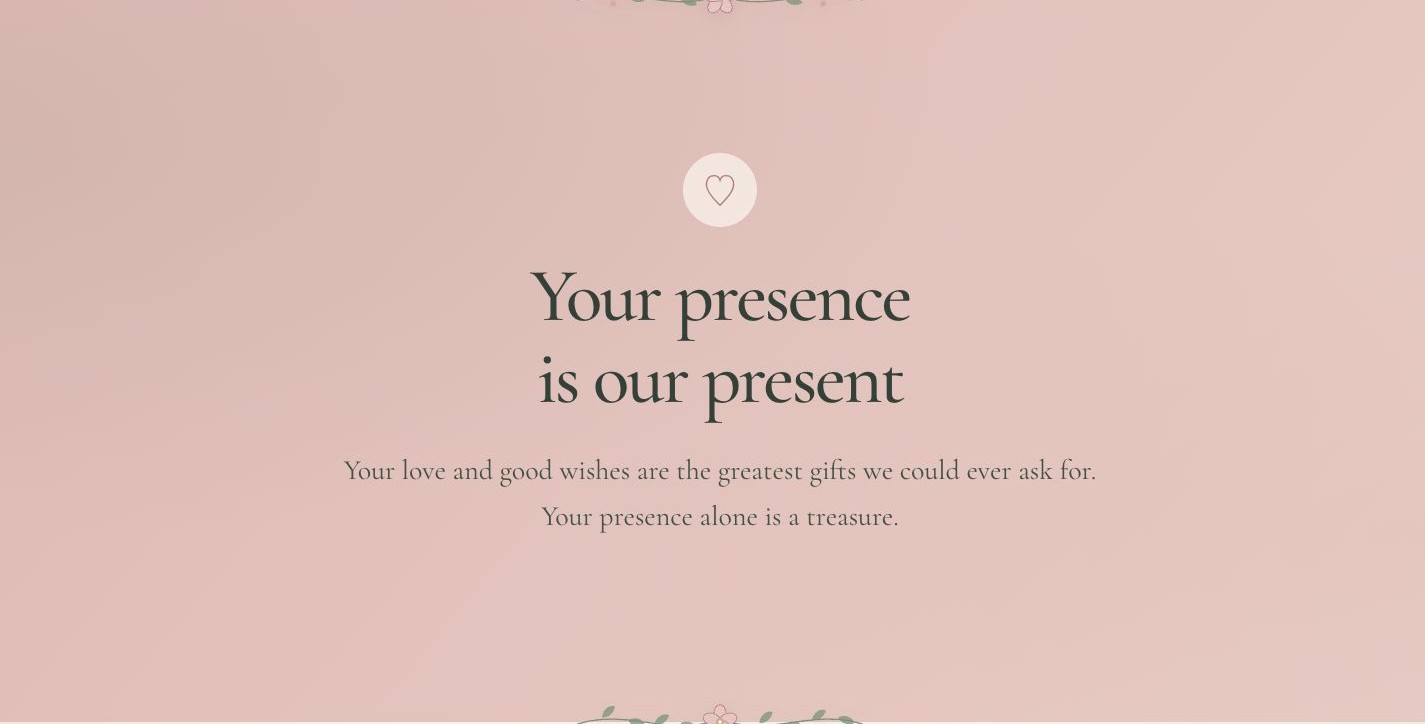 Your presence
is our present
Your love and good wishes are the greatest gifts we could ever ask for.
Your presence alone is a treasure.